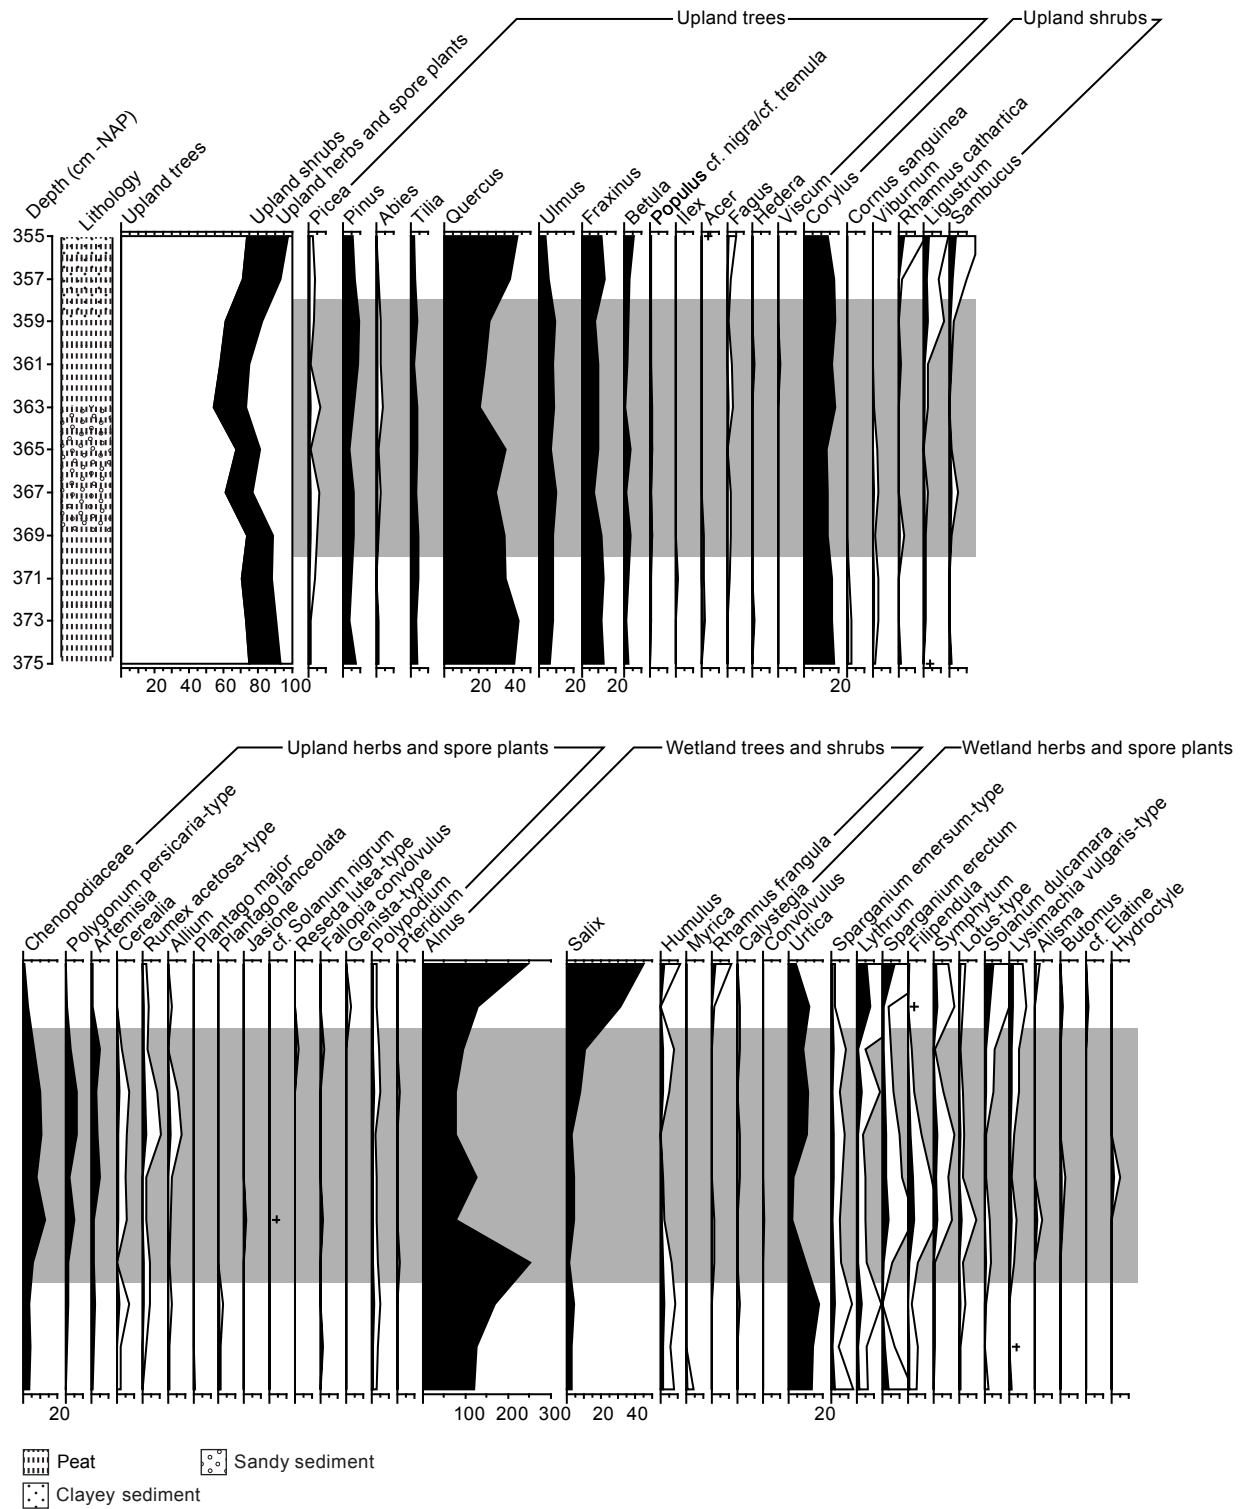 Upland trees
Upland shrubs
Depth (cm -NAP)
Lithology
Upland trees
Upland shrubs
Upland herbs and spore plants
Picea
Pinus
Abies
Tilia
Quercus
Ulmus
Fraxinus
Betula
Populus cf. nigra/cf. tremula
Ilex
Acer
Fagus
Hedera
Viscum
Corylus
Cornus sanguinea
Viburnum
Rhamnus cathartica
Ligustrum
Sambucus
355
357
359
361
363
365
367
369
371
373
375
20 40 60 80 100 20 40 20 20 20
Upland herbs and spore plants
Wetland trees and shrubs
Wetland herbs and spore plants
Chenopodiaceae
Polygonum persicaria-type
Artemisia
Cerealia
Rumex acetosa-type
Allium
Plantago major
Plantago lanceolata
Jasione
cf. Solanum nigrum
Reseda lutea-type
Fallopia convolvulus
Genista-type
Polypodium
Pteridium
Alnus
Salix
Humulus
Myrica
Rhamnus frangula
Calystegia
Convolvulus
Urtica
Sparganium emersum-type
Lythrum
Sparganium erectum
Filipendula
Symphytum
Lotus-type
Solanum dulcamara
Lysimachia vulgaris-type
Alisma
Butomus
cf. Elatine
Hydroctyle
20 100 200 300 20 40 20
Peat
Sandy sediment
Clayey sediment